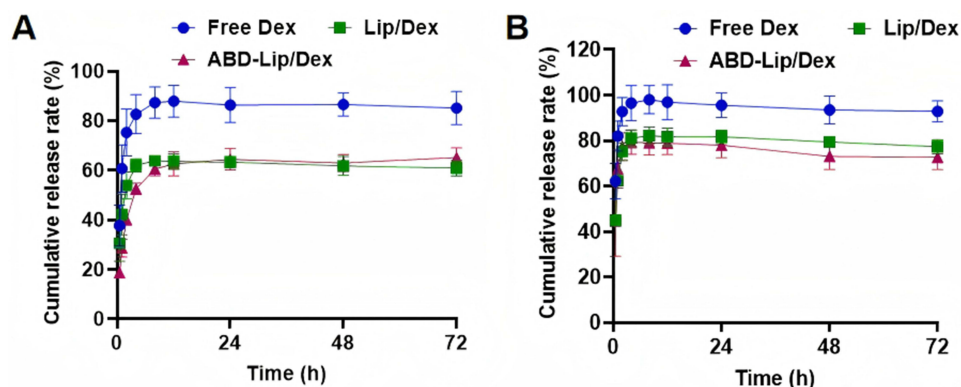 A
Free Dex
Lip/Dex
ABD-Lip/Dex
Cumulative release rate (%)
100
80
60
40
20
0
0
24
48
72
Time (h)
B
Free Dex
Lip/Dex
ABD-Lip/Dex
Cumulative release rate (%)
120
100
80
60
40
20
0
0
24
48
72
Time (h)